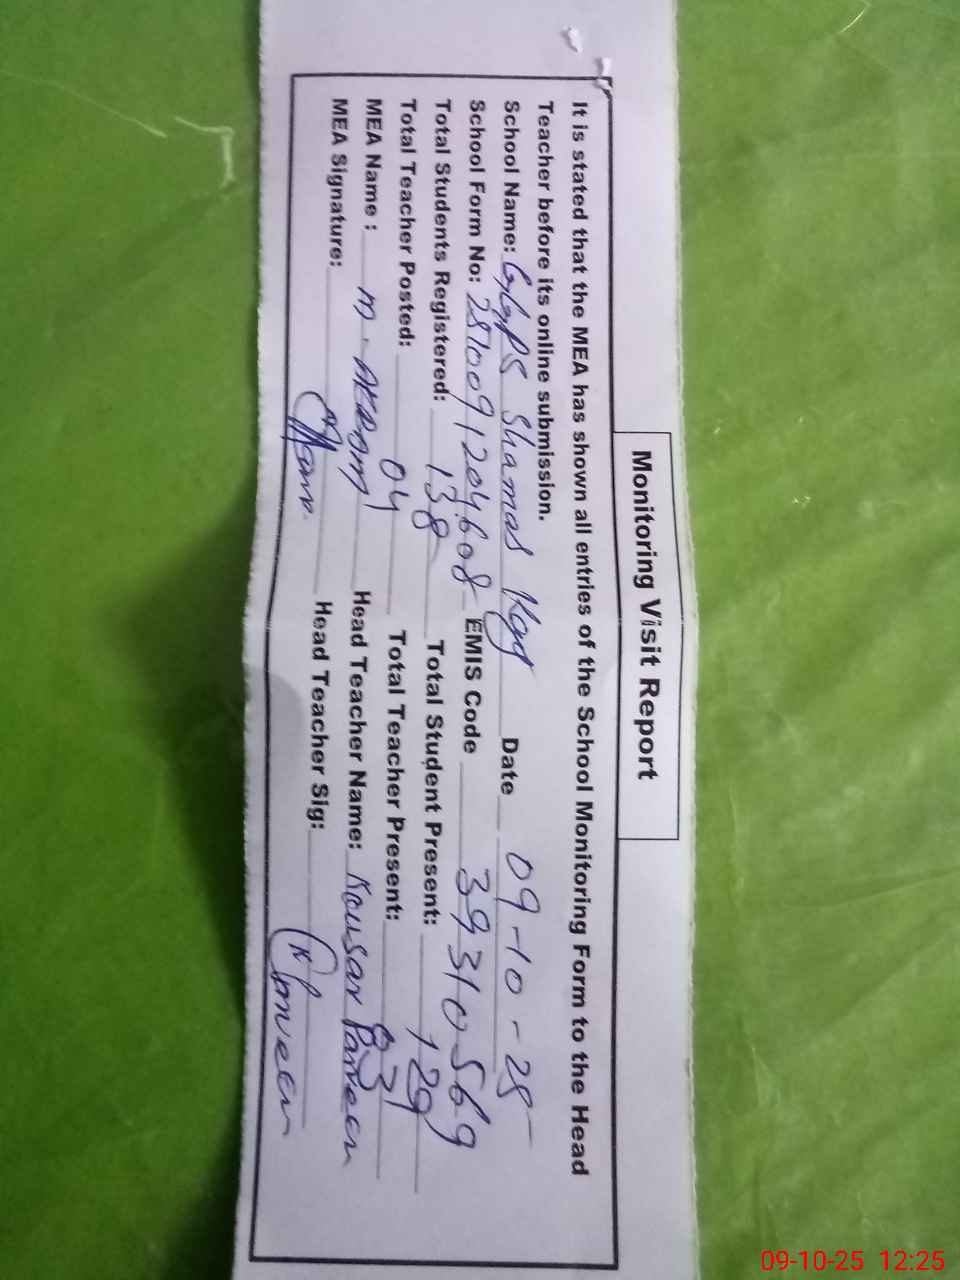 Monitoring Visit Report
It is stated that the MEA has shown all entries of the School Monitoring Form to the Head
Teacher before its online submission.
School Name: GGPS Shamas Date 09-10-25
School Form No: EMIS Code 39310569
Total Students Registered: 138 Total Student Present: 129
Total Teacher Posted: 04 Total Teacher Present: 03
MEA Name : M. AKRAM Head Teacher Name: Kousar Parveen
MEA Signature: Head Teacher Sig: Parveen
09-10-25 12:25